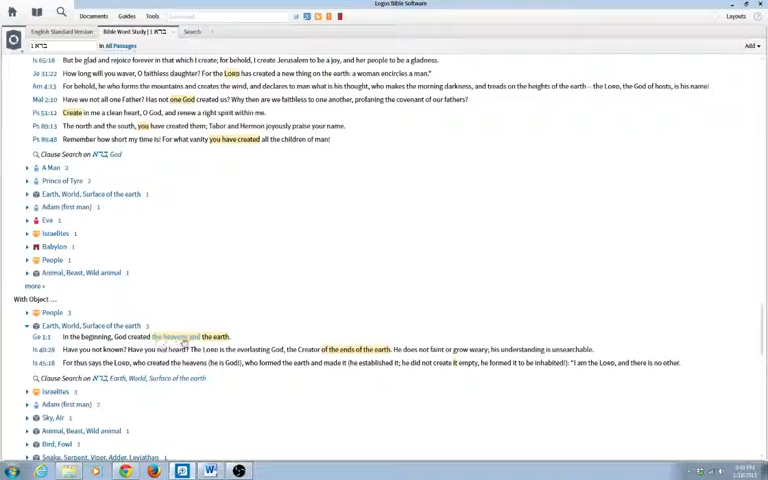 Logos Bible Software
Documents Guides Tools Command Layouts
English Standard Version Bible Word Study | 1 ברא Search
1 ברא in All Passages Add
Is 65:18 But be glad and rejoice forever in that which I create; for behold, I create Jerusalem to be a joy, and her people to be a gladness.
Je 31:22 How long will you waver, O faithless daughter? For the LORD has created a new thing on the earth: a woman encircles a man."
Am 4:13 For behold, he who forms the mountains and creates the wind, and declares to man what is his thought, who makes the morning darkness, and treads on the heights of the earth— the LORD, the God of hosts, is his name!
Mal 2:10 Have we not all one Father? Has not one God created us? Why then are we faithless to one another, profaning the covenant of our fathers?
Ps 51:12 Create in me a clean heart, O God, and renew a right spirit within me.
Ps 89:13 The north and the south, you have created them; Tabor and Hermon joyously praise your name.
Ps 89:48 Remember how short my time is! For what vanity you have created all the children of man!
Clause Search on ברא, God
A Man 2
Prince of Tyre 2
Earth, World, Surface of the earth 1
Adam (first man) 1
Eve 1
Israelites 1
Babylon 1
People 1
Animal, Beast, Wild animal 1
more »
With Object ...
People 3
Earth, World, Surface of the earth 3
Ge 1:1 In the beginning, God created the heavens and the earth.
Is 40:28 Have you not known? Have you not heard? The LORD is the everlasting God, the Creator of the ends of the earth. He does not faint or grow weary; his understanding is unsearchable.
Is 45:18 For thus says the LORD, who created the heavens (he is God!), who formed the earth and made it (he established it; he did not create it empty, he formed it to be inhabited!): "I am the LORD, and there is no other.
Clause Search on ברא, Earth, World, Surface of the earth
Israelites 3
Adam (first man) 2
Sky, Air 1
Animal, Beast, Wild animal 1
Bird, Fowl 1
Snake, Serpent, Viper, Adder, Leviathan 1